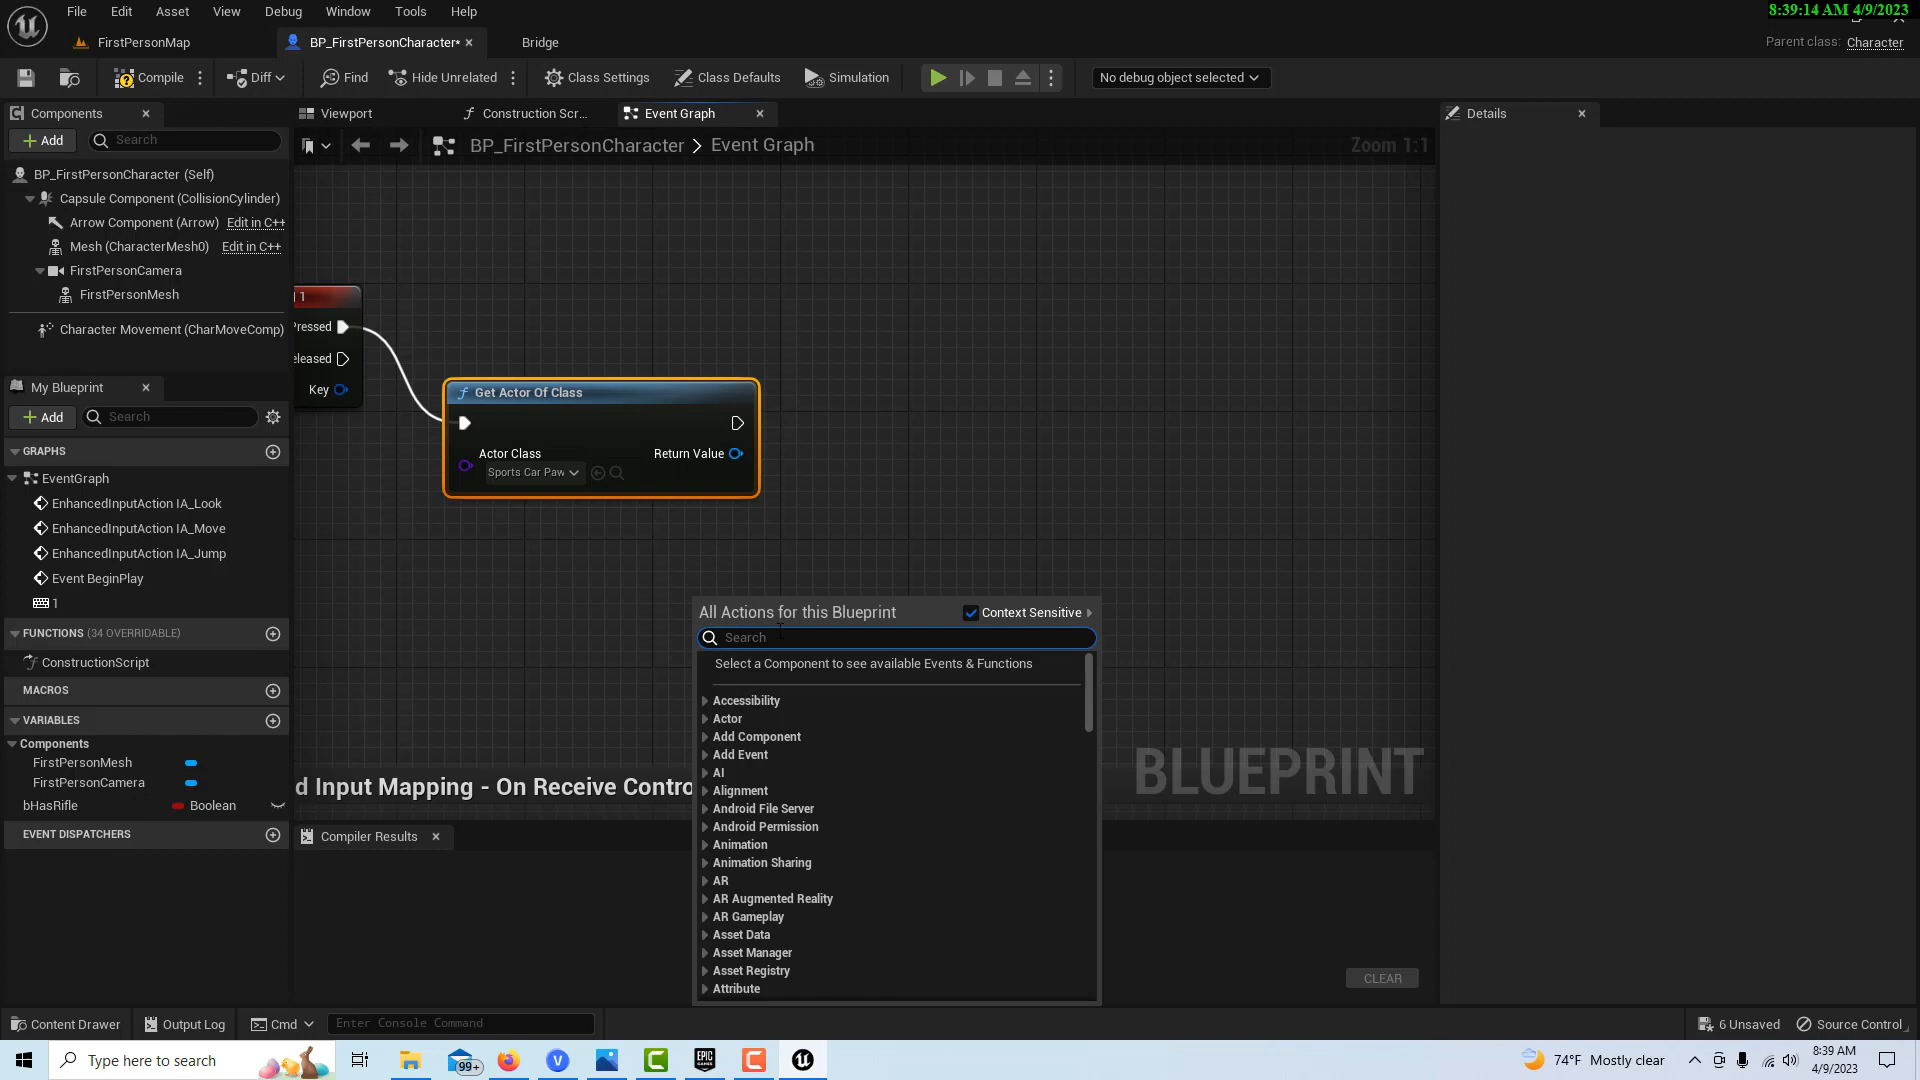 8:39:14 AM 4/9/2023
File Edit Asset View Debug Window Tools Help
FirstPersonMap
BP_FirstPersonCharacter*
Bridge
Parent class: Character
Compile
Diff
Find
Hide Unrelated
Class Settings
Class Defaults
Simulation
No debug object selected
Components
Viewport
Construction Scr...
Event Graph
Details
Add
Search
BP_FirstPersonCharacter > Event Graph
Zoom 1:1
BP_FirstPersonCharacter (Self)
Capsule Component (CollisionCylinder)
Arrow Component (Arrow) Edit in C++
Mesh (CharacterMesh0) Edit in C++
FirstPersonCamera
FirstPersonMesh
Character Movement (CharMoveComp)
1
Pressed
eleased
Key
Get Actor Of Class
Actor Class
Sports Car Paw
Return Value
My Blueprint
Add
Search
GRAPHS
EventGraph
EnhancedInputAction IA_Look
EnhancedInputAction IA_Move
EnhancedInputAction IA_Jump
Event BeginPlay
1
FUNCTIONS (34 OVERRIDABLE)
ConstructionScript
MACROS
VARIABLES
Components
FirstPersonMesh
FirstPersonCamera
bHasRifle Boolean
EVENT DISPATCHERS
All Actions for this Blueprint
Context Sensitive
Search
Select a Component to see available Events & Functions
Accessibility
Actor
Add Component
Add Event
AI
Alignment
Android File Server
Android Permission
Animation
Animation Sharing
AR
AR Augmented Reality
AR Gameplay
Asset Data
Asset Manager
Asset Registry
Attribute
d Input Mapping - On Receive Contro
BLUEPRINT
Compiler Results
CLEAR
Content Drawer
Output Log
Cmd
Enter Console Command
6 Unsaved
Source Control
Type here to search
99+
EPIC
GAMES
74°F Mostly clear
8:39 AM
4/9/2023